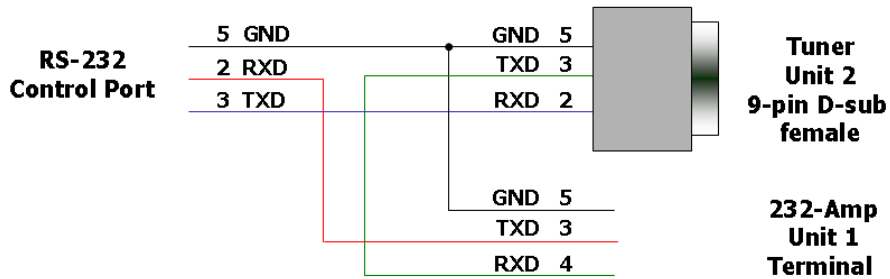 RS-232
Control Port
5 GND
2 RXD
3 TXD
GND 5
TXD 3
RXD 2
Tuner
Unit 2
9-pin D-sub
female
GND 5
TXD 3
RXD 4
232-Amp
Unit 1
Terminal